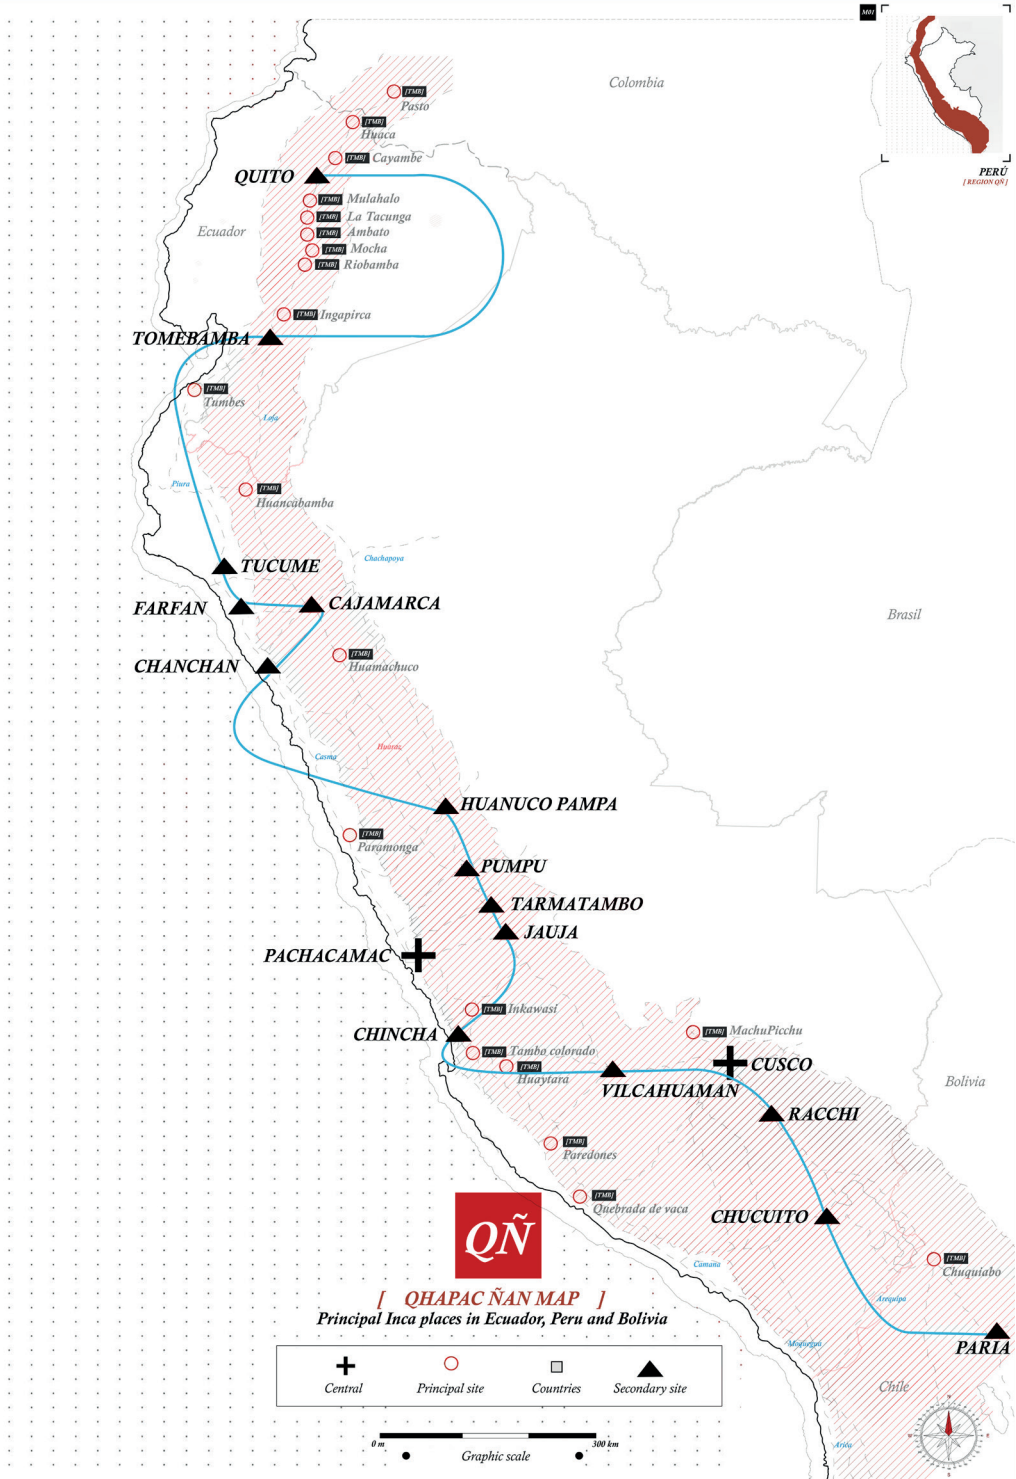 M01
PERÚ
[ REGION QÑ ]
Colombia
[TMB]
Pasto
[TMB]
Huaca
[TMB] Cayambe
QUITO
[TMB] Mulahalo
[TMB] La Tacunga
Ecuador
[TMB] Ambato
[TMB] Mocha
[TMB] Riobamba
[TMB] Ingapirca
TOMEBAMBA
[TMB]
Tumbes
Loja
Piura
[TMB]
Huancabamba
Chachapoya
TUCUME
FARFAN
CAJAMARCA
Brasil
CHANCHAN
[TMB]
Huamachuco
Huaraz
Casma
HUANUCO PAMPA
[TMB]
Paramonga
PUMPU
TARMATAMBO
JAUJA
PACHACAMAC
[TMB] Inkawasi
CHINCHA
[TMB] MachuPicchu
[TMB] Tambo colorado
[TMB]
Huaytara
CUSCO
Bolivia
VILCAHUAMAN
RACCHI
[TMB]
Paredones
[TMB]
Quebrada de vaca
CHUCUITO
QÑ
Camaña
[TMB]
Chuquiabo
Arequipa
[ QHAPAC ÑAN MAP ]
Principal Inca places in Ecuador, Peru and Bolivia
Moquegua
PARIA
Central
Principal site
Countries
Secondary site
Chile
N
W
E
S
Arica
0 m
300 km
Graphic scale